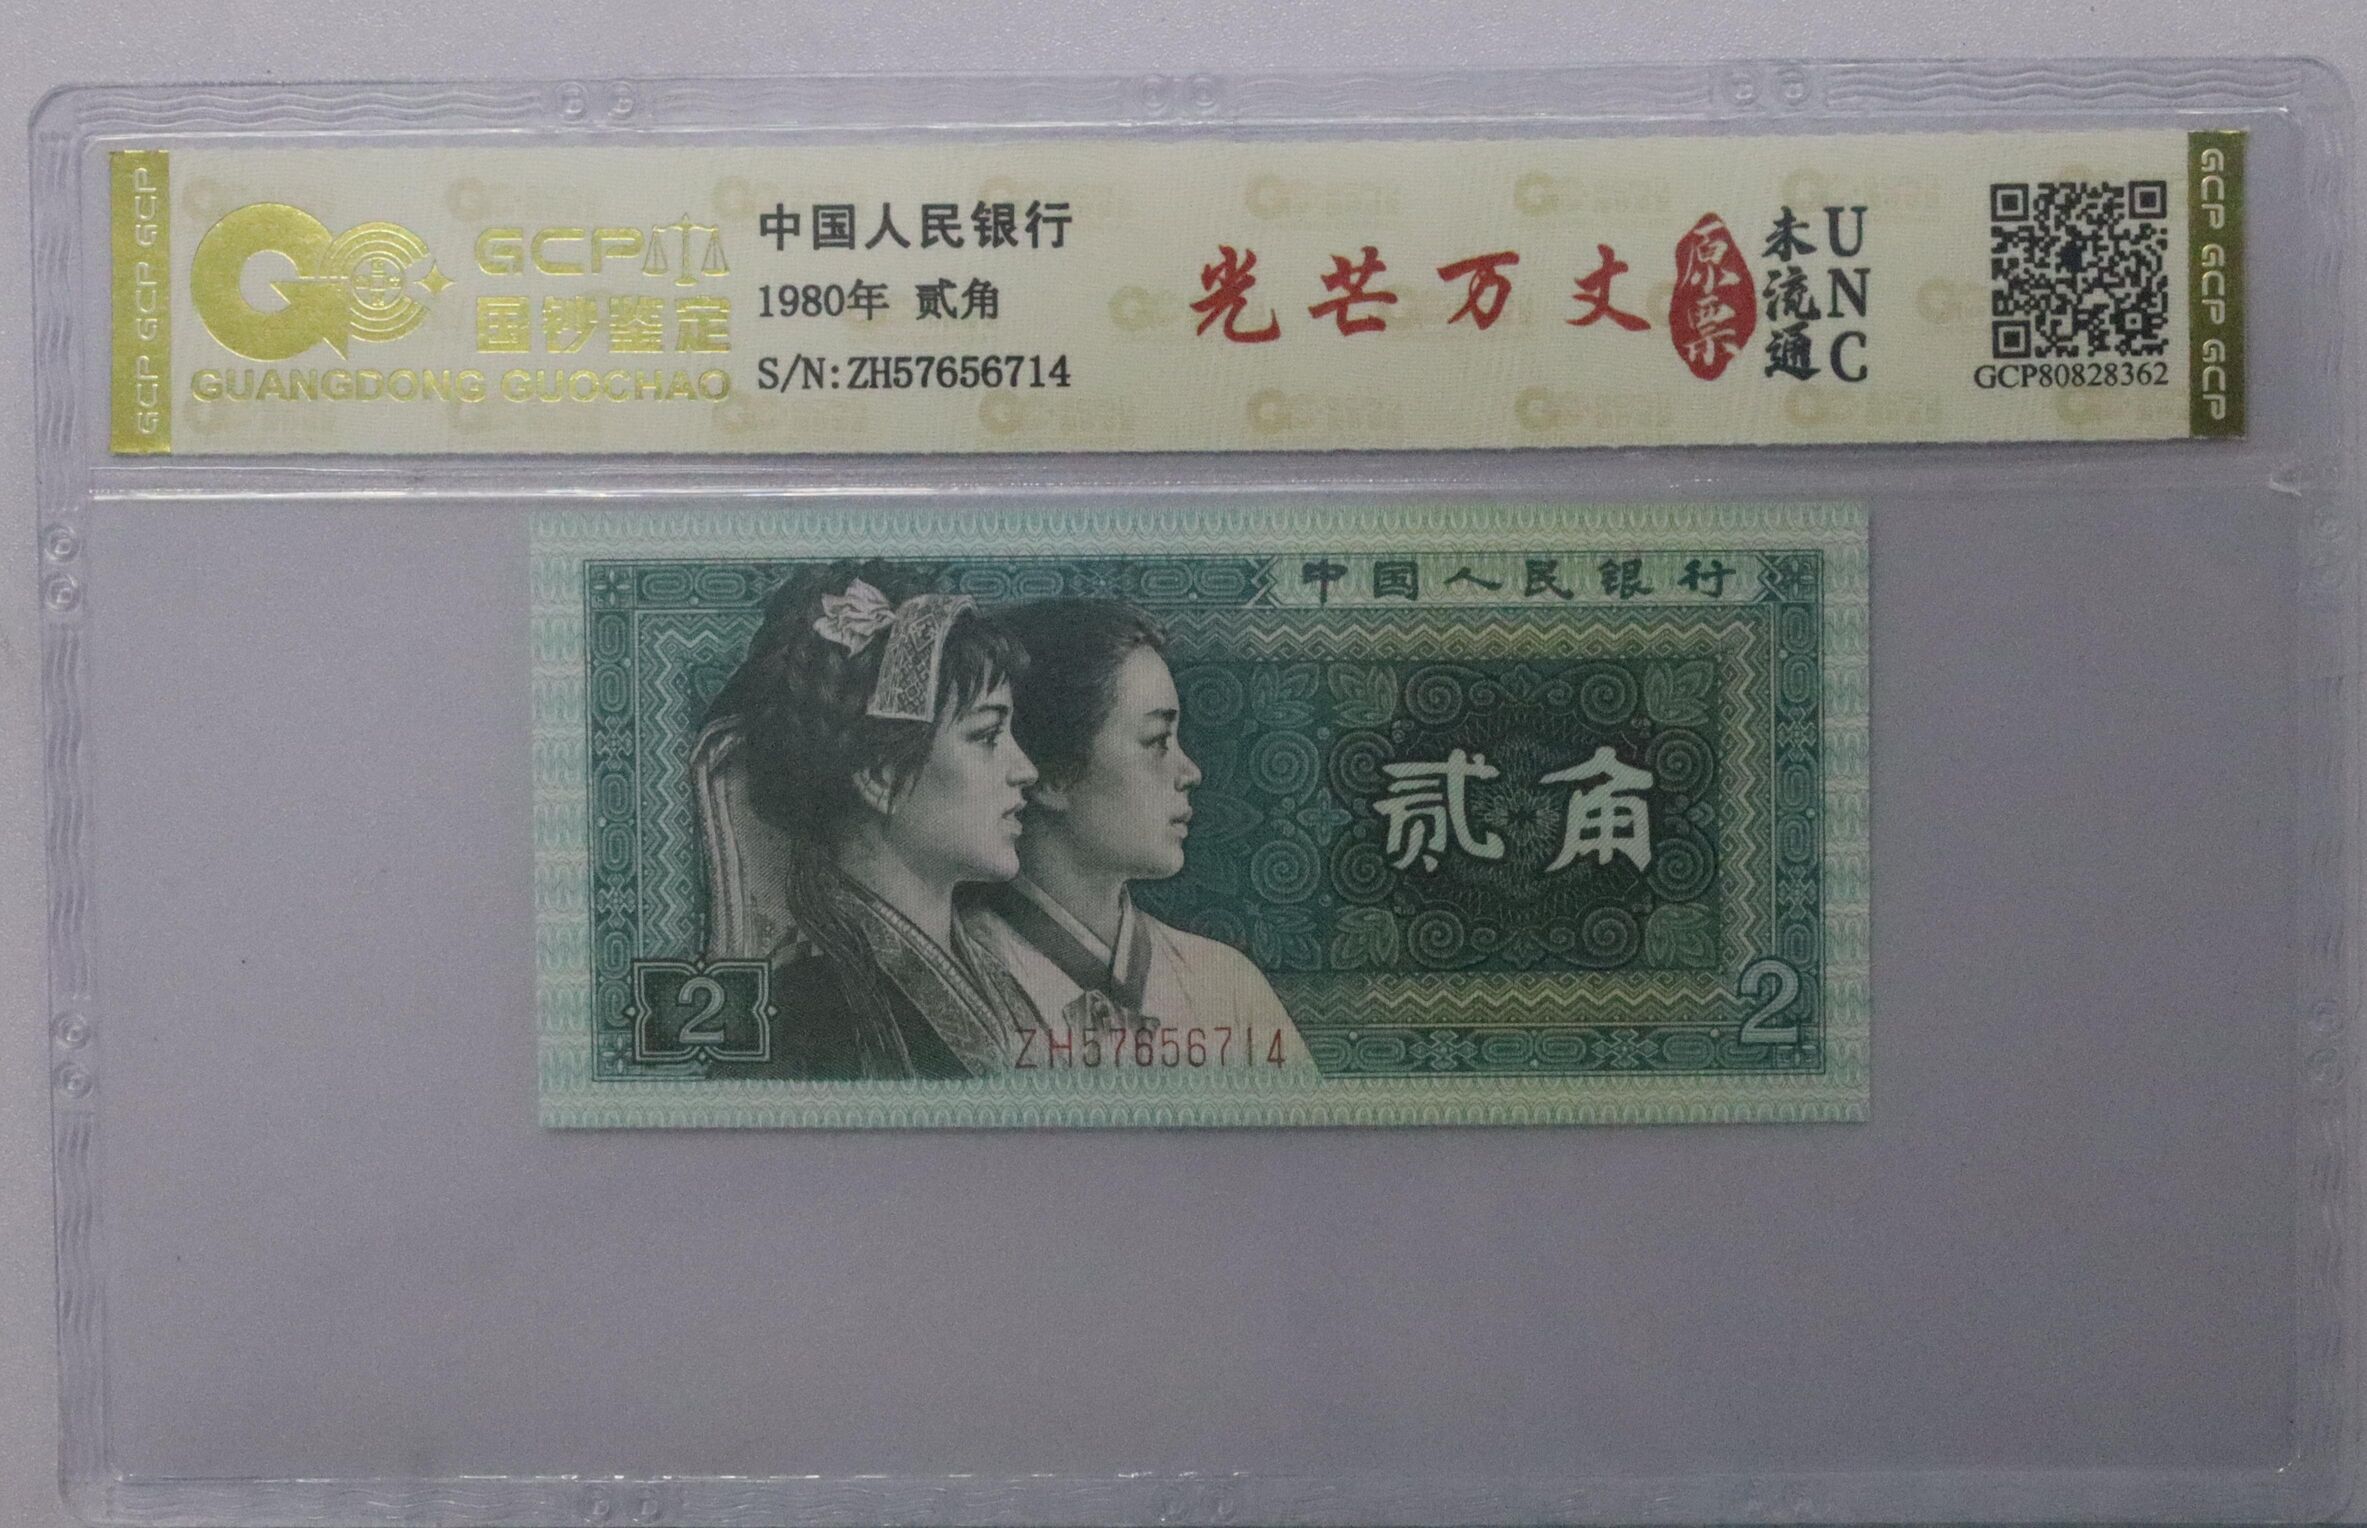 GCP GCP GCP
GCP
国钞鉴定
GUANGDONG GUOCHAO
中国人民银行
1980年 贰角
S/N:ZH57656714
光芒万丈
原票
未流通
UNC
GCP80828362
GCP GCP GCP
中国人民银行
贰角
2
2
ZH57656714